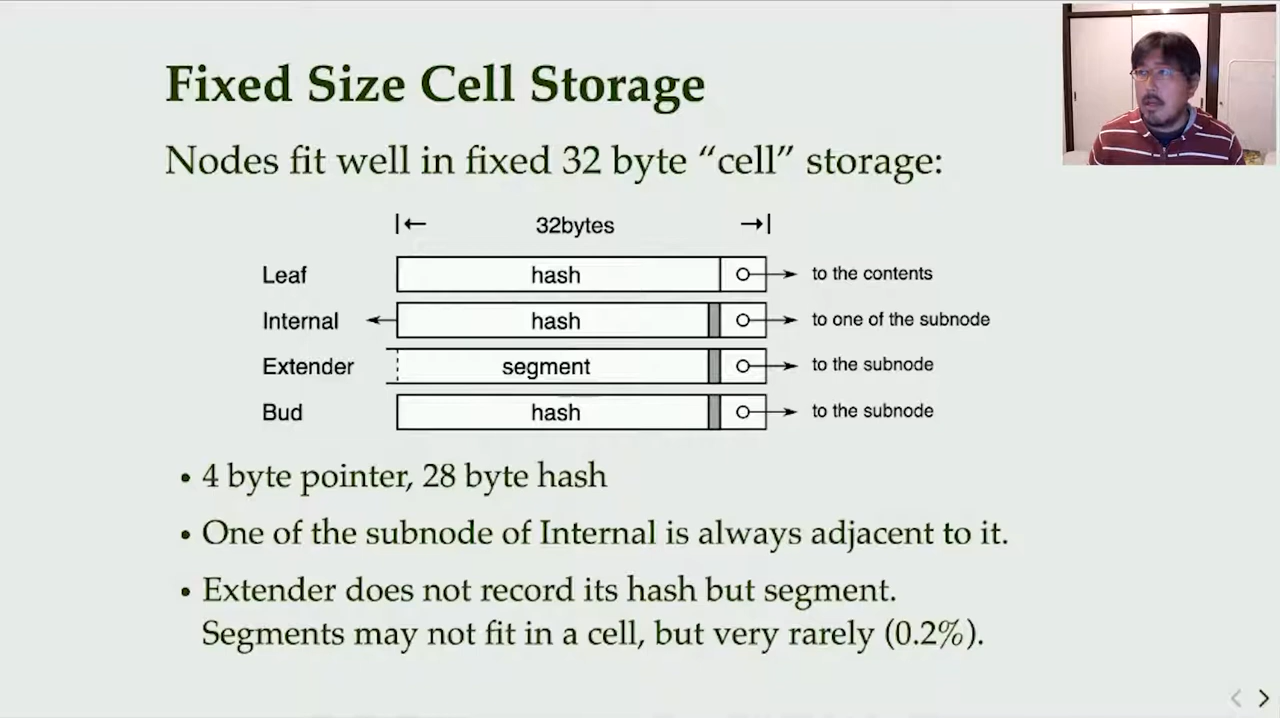 Fixed Size Cell Storage
Nodes fit well in fixed 32 byte “cell” storage:
32bytes
Leaf hash to the contents
Internal hash to one of the subnode
Extender segment to the subnode
Bud hash to the subnode
• 4 byte pointer, 28 byte hash
• One of the subnode of Internal is always adjacent to it.
• Extender does not record its hash but segment.
Segments may not fit in a cell, but very rarely (0.2%).